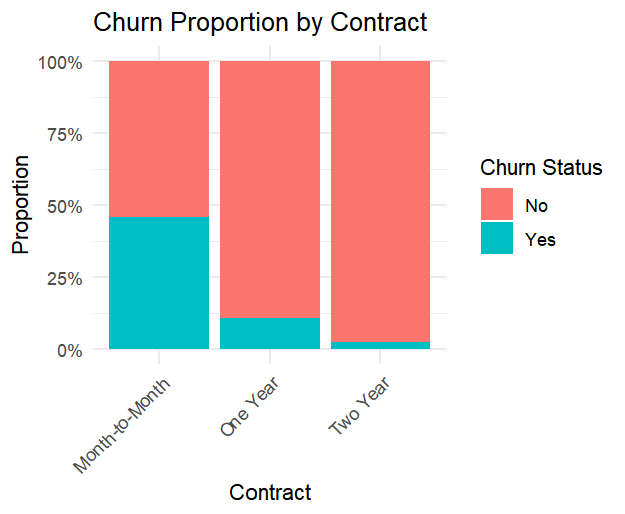 Churn Proportion by Contract
100%
75%
50%
25%
0%
Proportion
Month-to-Month
One Year
Two Year
Contract
Churn Status
No
Yes